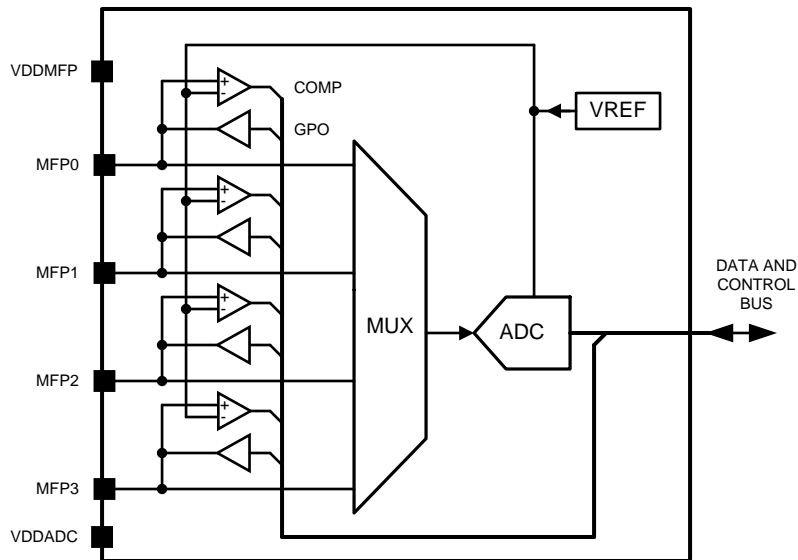 VDDMFP
+
-
COMP
VREF
GPO
MFP0
+
-
MFP1
DATA AND
CONTROL
BUS
+
-
MUX
ADC
MFP2
+
-
MFP3
VDDADC